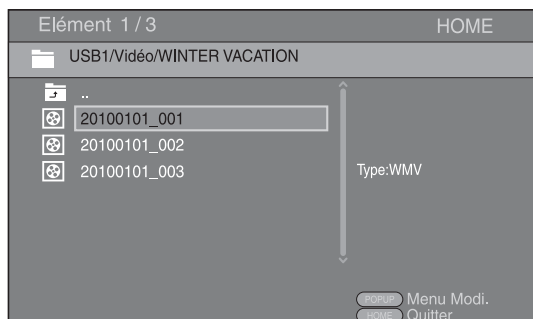 Elément 1 / 3 HOME
USB1/Vidéo/WINTER VACATION
..
20100101_001
20100101_002
20100101_003
Type:WMV
POPUP Menu Modi.
HOME Quitter